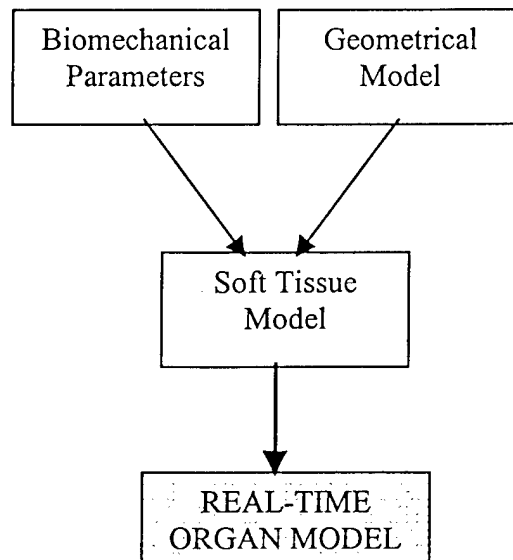 Biomechanical
Parameters
Geometrical
Model
Soft Tissue
Model
REAL-TIME
ORGAN MODEL